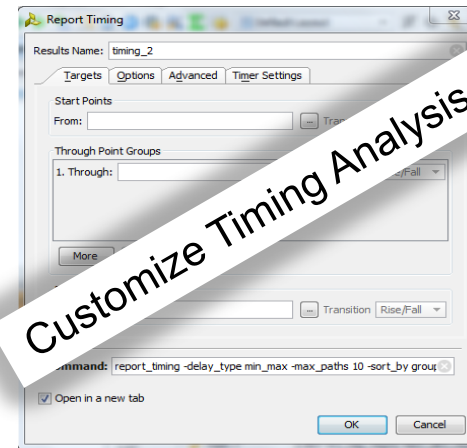 Report Timing
Results Name: timing_2
Targets Options Advanced Timer Settings
Start Points
From:
Through Point Groups
1. Through:
Rise/Fall
More
Customize Timing Analysis
Transition Rise/Fall
Command: report_timing -delay_type min_max -max_paths 10 -sort_by group
Open in a new tab
OK Cancel